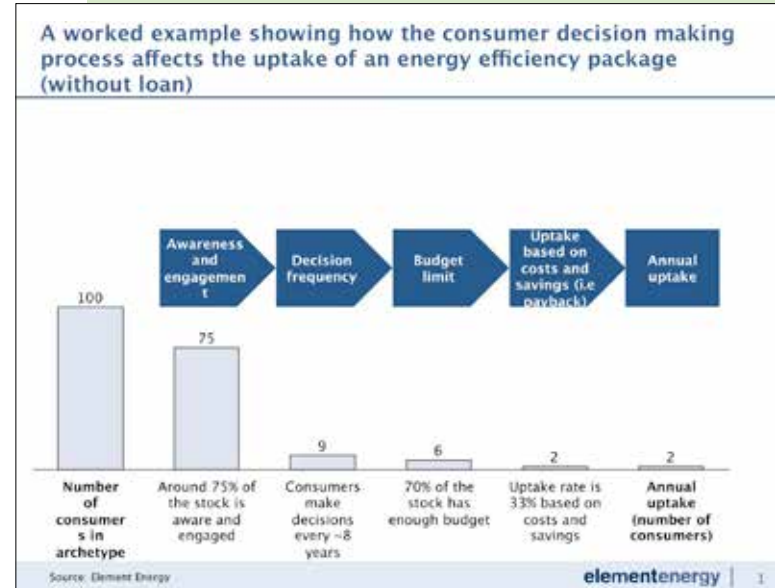 A worked example showing how the consumer decision making
process affects the uptake of an energy efficiency package
(without loan)
Awareness
and
engagemen
t
Decision
frequency
Budget
limit
Uptake
based on
costs and
savings (i.e
payback)
Annual
uptake
100
75
9
6
2
2
Number
of
consumer
s in
archetype
Around 75% of
the stock is
aware and
engaged
Consumers
make
decisions
every ~8
years
70% of the
stock has
enough budget
Uptake rate is
33% based on
costs and
savings
Annual
uptake
(number of
consumers)
Source: Element Energy
elementenergy
3